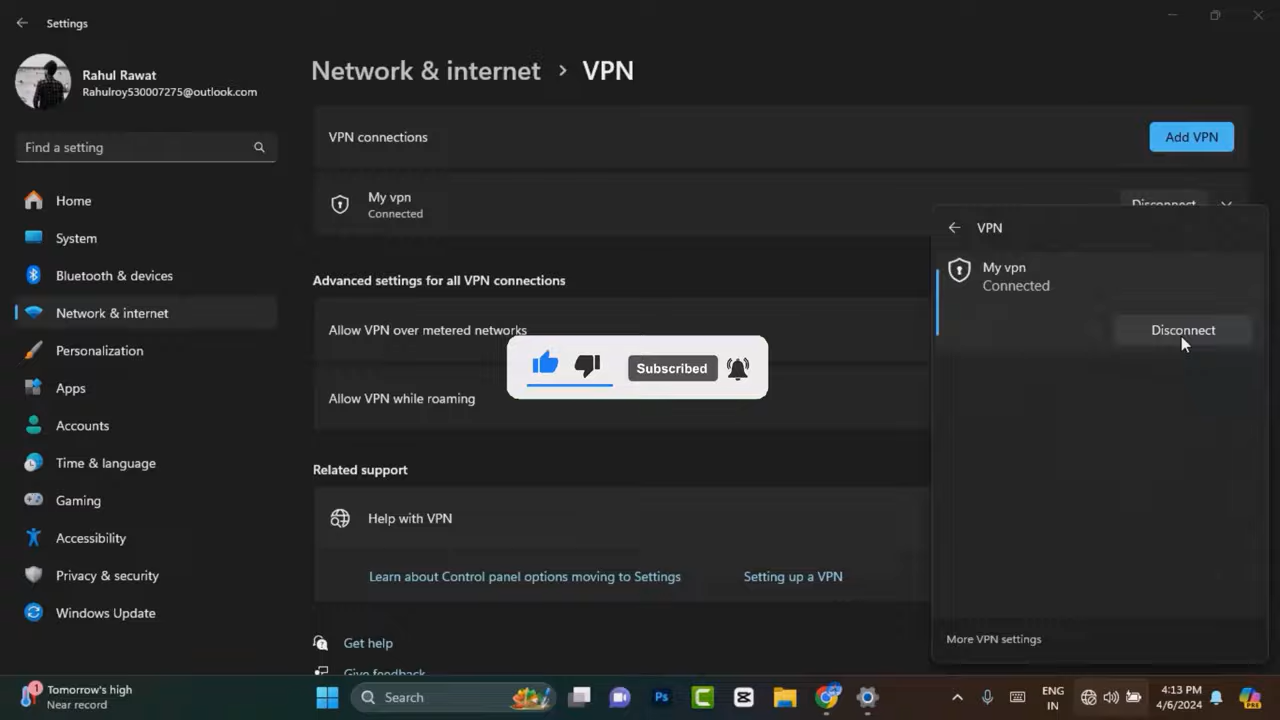 Settings
Rahul Rawat
Rahulroy530007275@outlook.com
Find a setting
Home
System
Bluetooth & devices
Network & internet
Personalization
Apps
Accounts
Time & language
Gaming
Accessibility
Privacy & security
Windows Update
Network & internet > VPN
VPN connections
Add VPN
My vpn
Connected
Disconnect
Advanced settings for all VPN connections
Allow VPN over metered networks
Allow VPN while roaming
Related support
Help with VPN
Learn about Control panel options moving to Settings
Setting up a VPN
Get help
Give feedback
Subscribed
VPN
My vpn
Connected
Disconnect
More VPN settings
1
Tomorrow's high
Near record
Search
Ps
ENG
IN
4:13 PM
4/6/2024
PRE